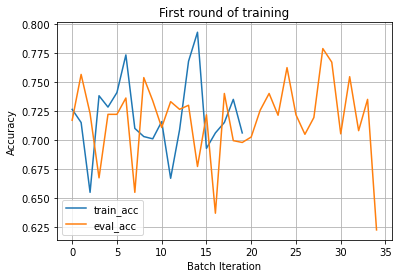 First round of training
Accuracy
0.800
0.775
0.750
0.725
0.700
0.675
0.650
0.625
train_acc
eval_acc
0 5 10 15 20 25 30 35
Batch Iteration